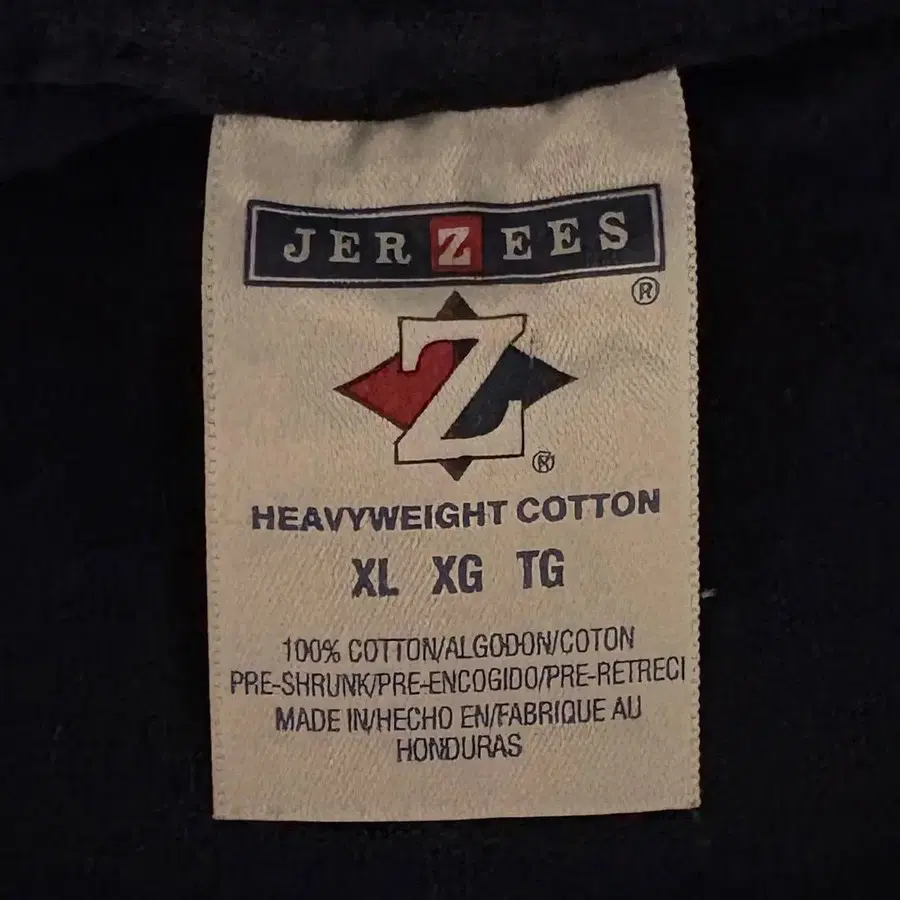 JERZEES
®
Z
®
HEAVYWEIGHT COTTON
XL XG TG
100% COTTON/ALGODON/COTON
PRE-SHRUNK/PRE-ENCOGIDO/PRE-RETRECI
MADE IN/HECHO EN/FABRIQUE AU
HONDURAS